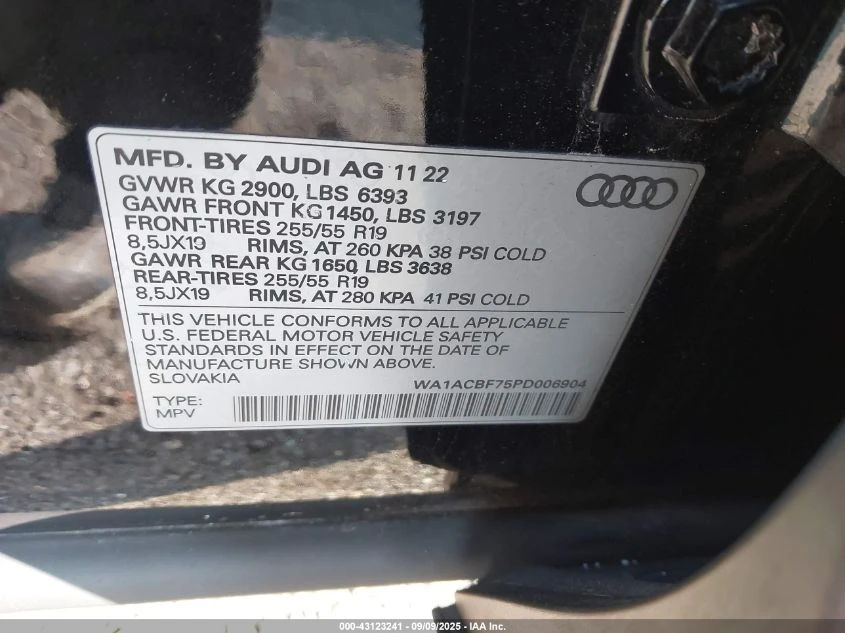 MFD. BY AUDI AG 11 22
GVWR KG 2900, LBS 6393
GAWR FRONT KG 1450, LBS 3197
FRONT-TIRES 255/55 R19
8,5JX19 RIMS, AT 260 KPA 38 PSI COLD
GAWR REAR KG 1650, LBS 3638
REAR-TIRES 255/55 R19
8,5JX19 RIMS, AT 280 KPA 41 PSI COLD
THIS VEHICLE CONFORMS TO ALL APPLICABLE
U.S. FEDERAL MOTOR VEHICLE SAFETY
STANDARDS IN EFFECT ON THE DATE OF
MANUFACTURE SHOWN ABOVE.
SLOVAKIA
WA1ACBF75PD006904
TYPE:
MPV
000-43123241 - 09/09/2025 - IAA Inc.